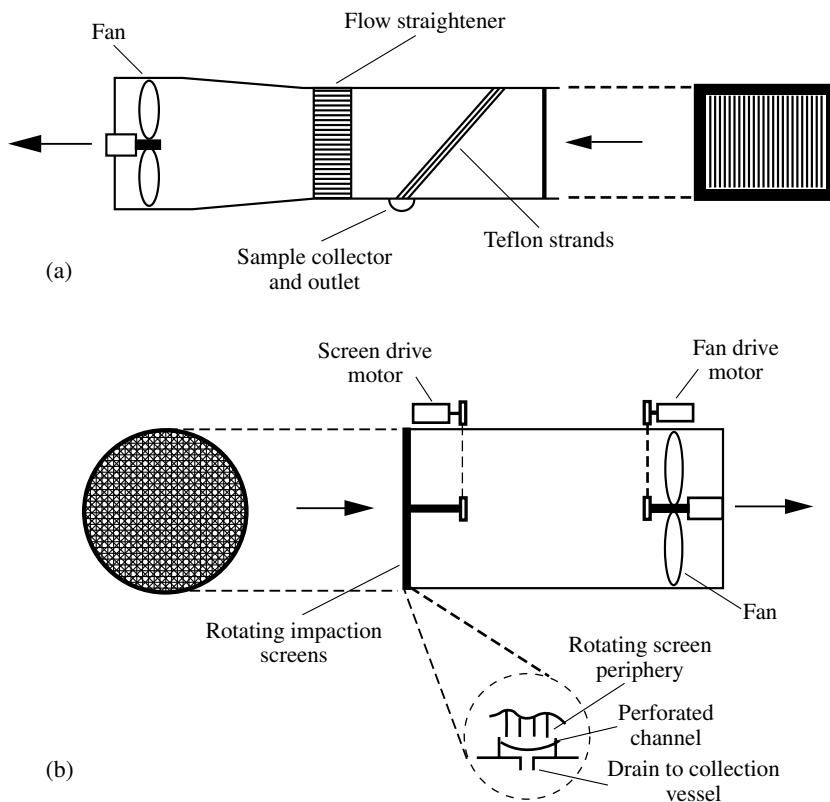 Flow straightener
Fan
Teflon strands
Sample collector
and outlet
(a)
Screen drive
motor
Fan drive
motor
Rotating impaction
screens
Fan
Rotating screen
periphery
Perforated
channel
Drain to collection
vessel
(b)